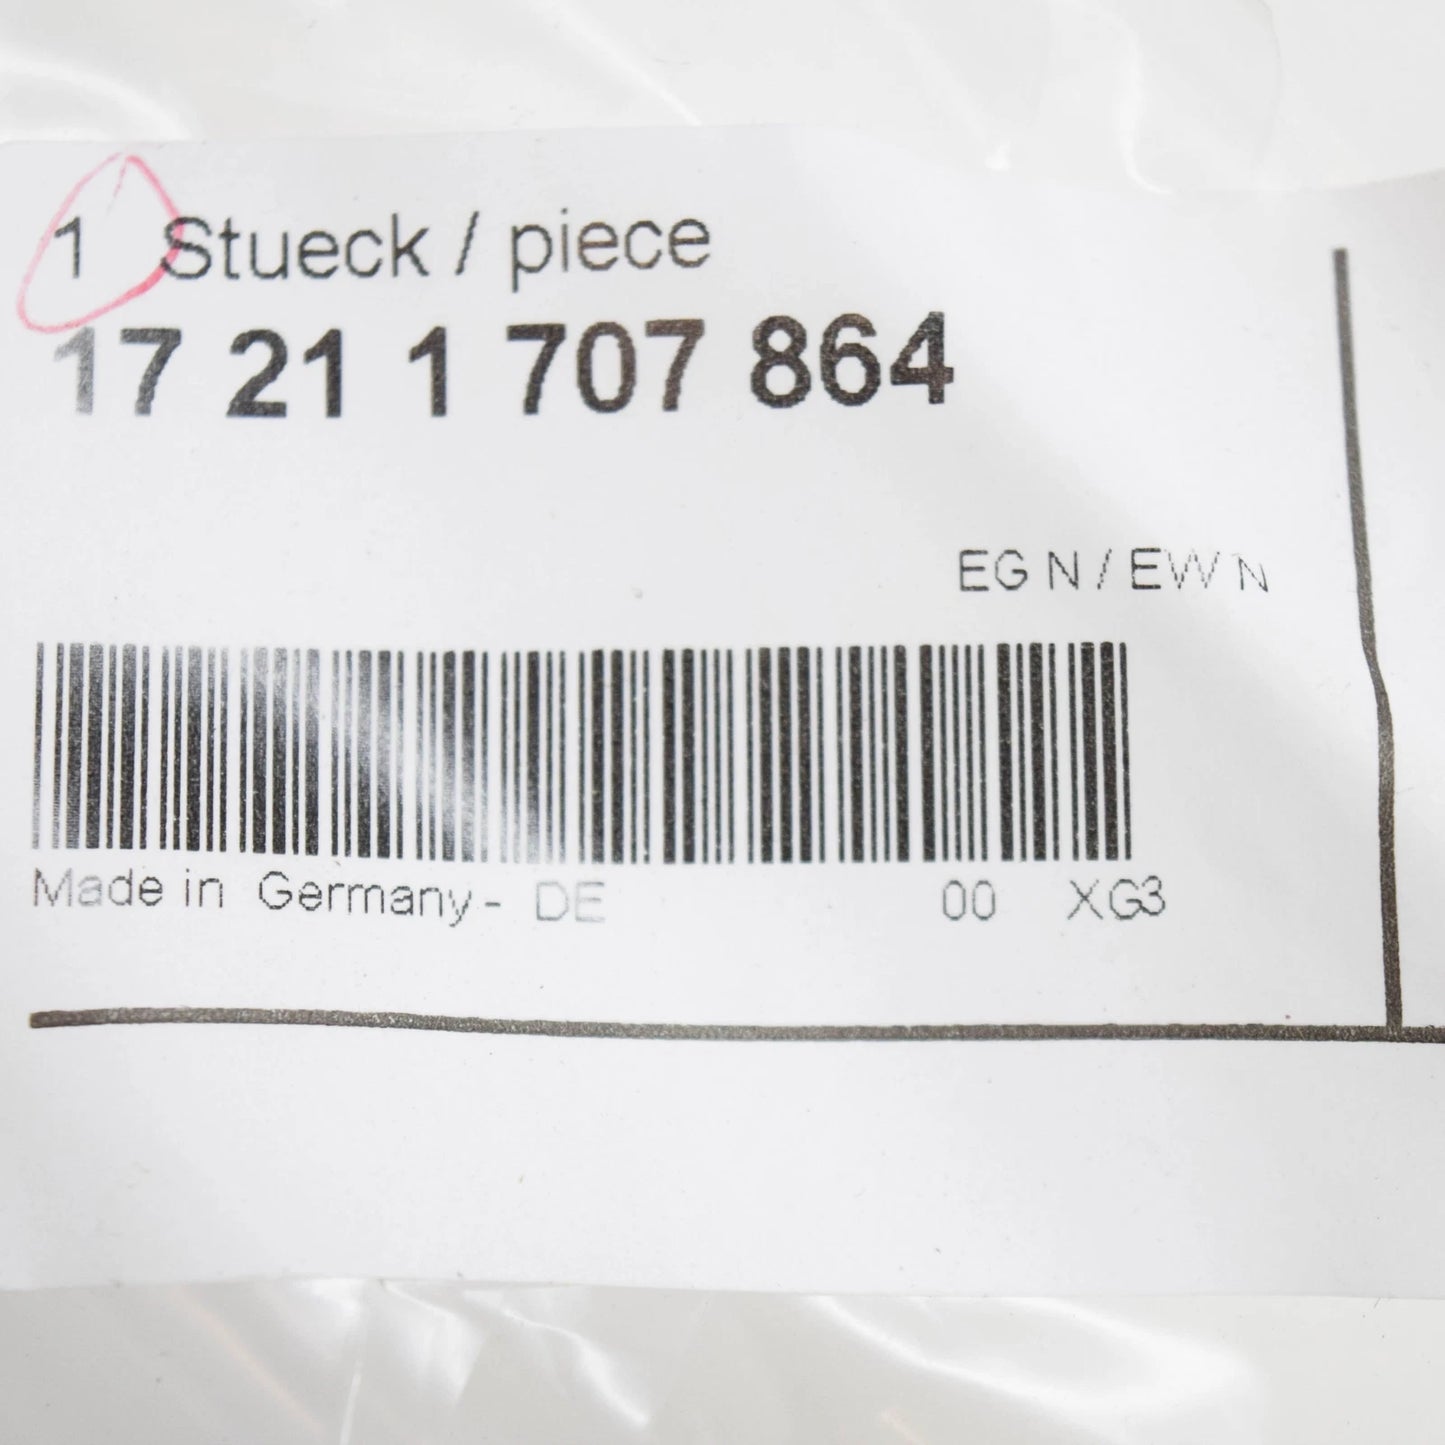 1 Stueck / piece
17 21 1 707 864
EG N / EW N
Made in Germany - DE 00 XG3